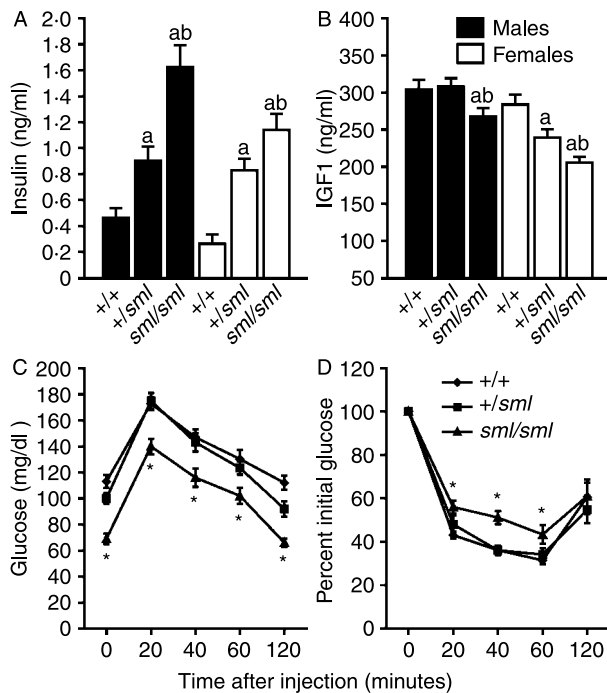 A
Insulin (ng/ml)
2·0
1·8
1·6
1·4
1·2
1·0
0·8
0·6
0·4
0·2
0
a
ab
a
ab
+/+
+/sml
sml/sml
+/+
+/sml
sml/sml
B
Males
Females
IGF1 (ng/ml)
400
350
300
250
200
150
100
50
ab
a
ab
+/+
+/sml
sml/sml
+/+
+/sml
sml/sml
C
Glucose (mg/dl)
200
180
160
140
120
100
80
60
40
20
0
*
*
*
*
*
0 20 40 60 120
D
+/+
+/sml
sml/sml
Percent initial glucose
120
100
80
60
40
20
0
*
*
*
0 20 40 60 120
Time after injection (minutes)